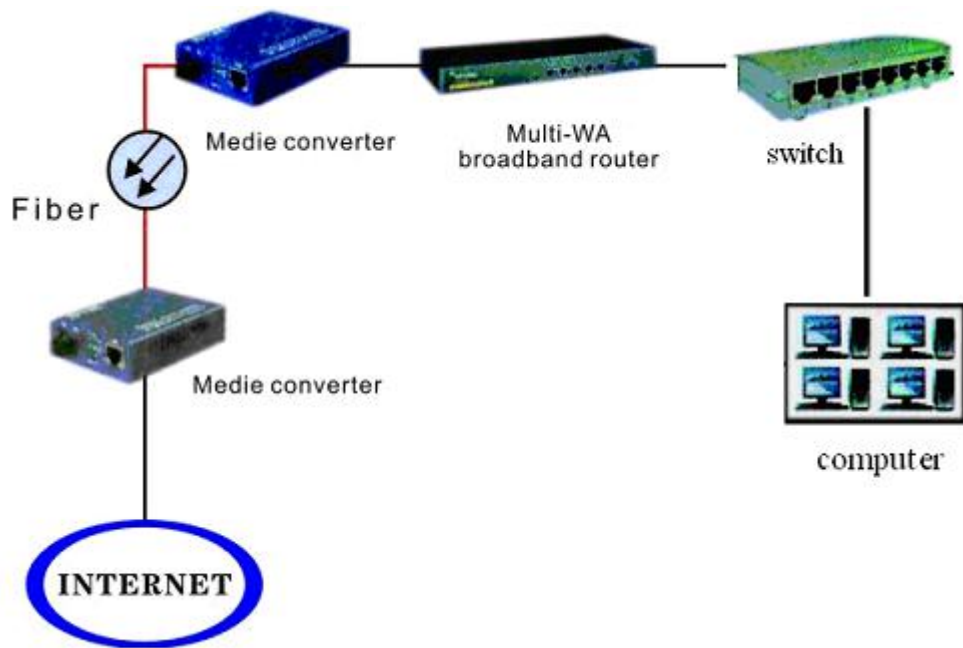 Medie converter
Multi-WA
broadband router
switch
Fiber
Medie converter
computer
INTERNET